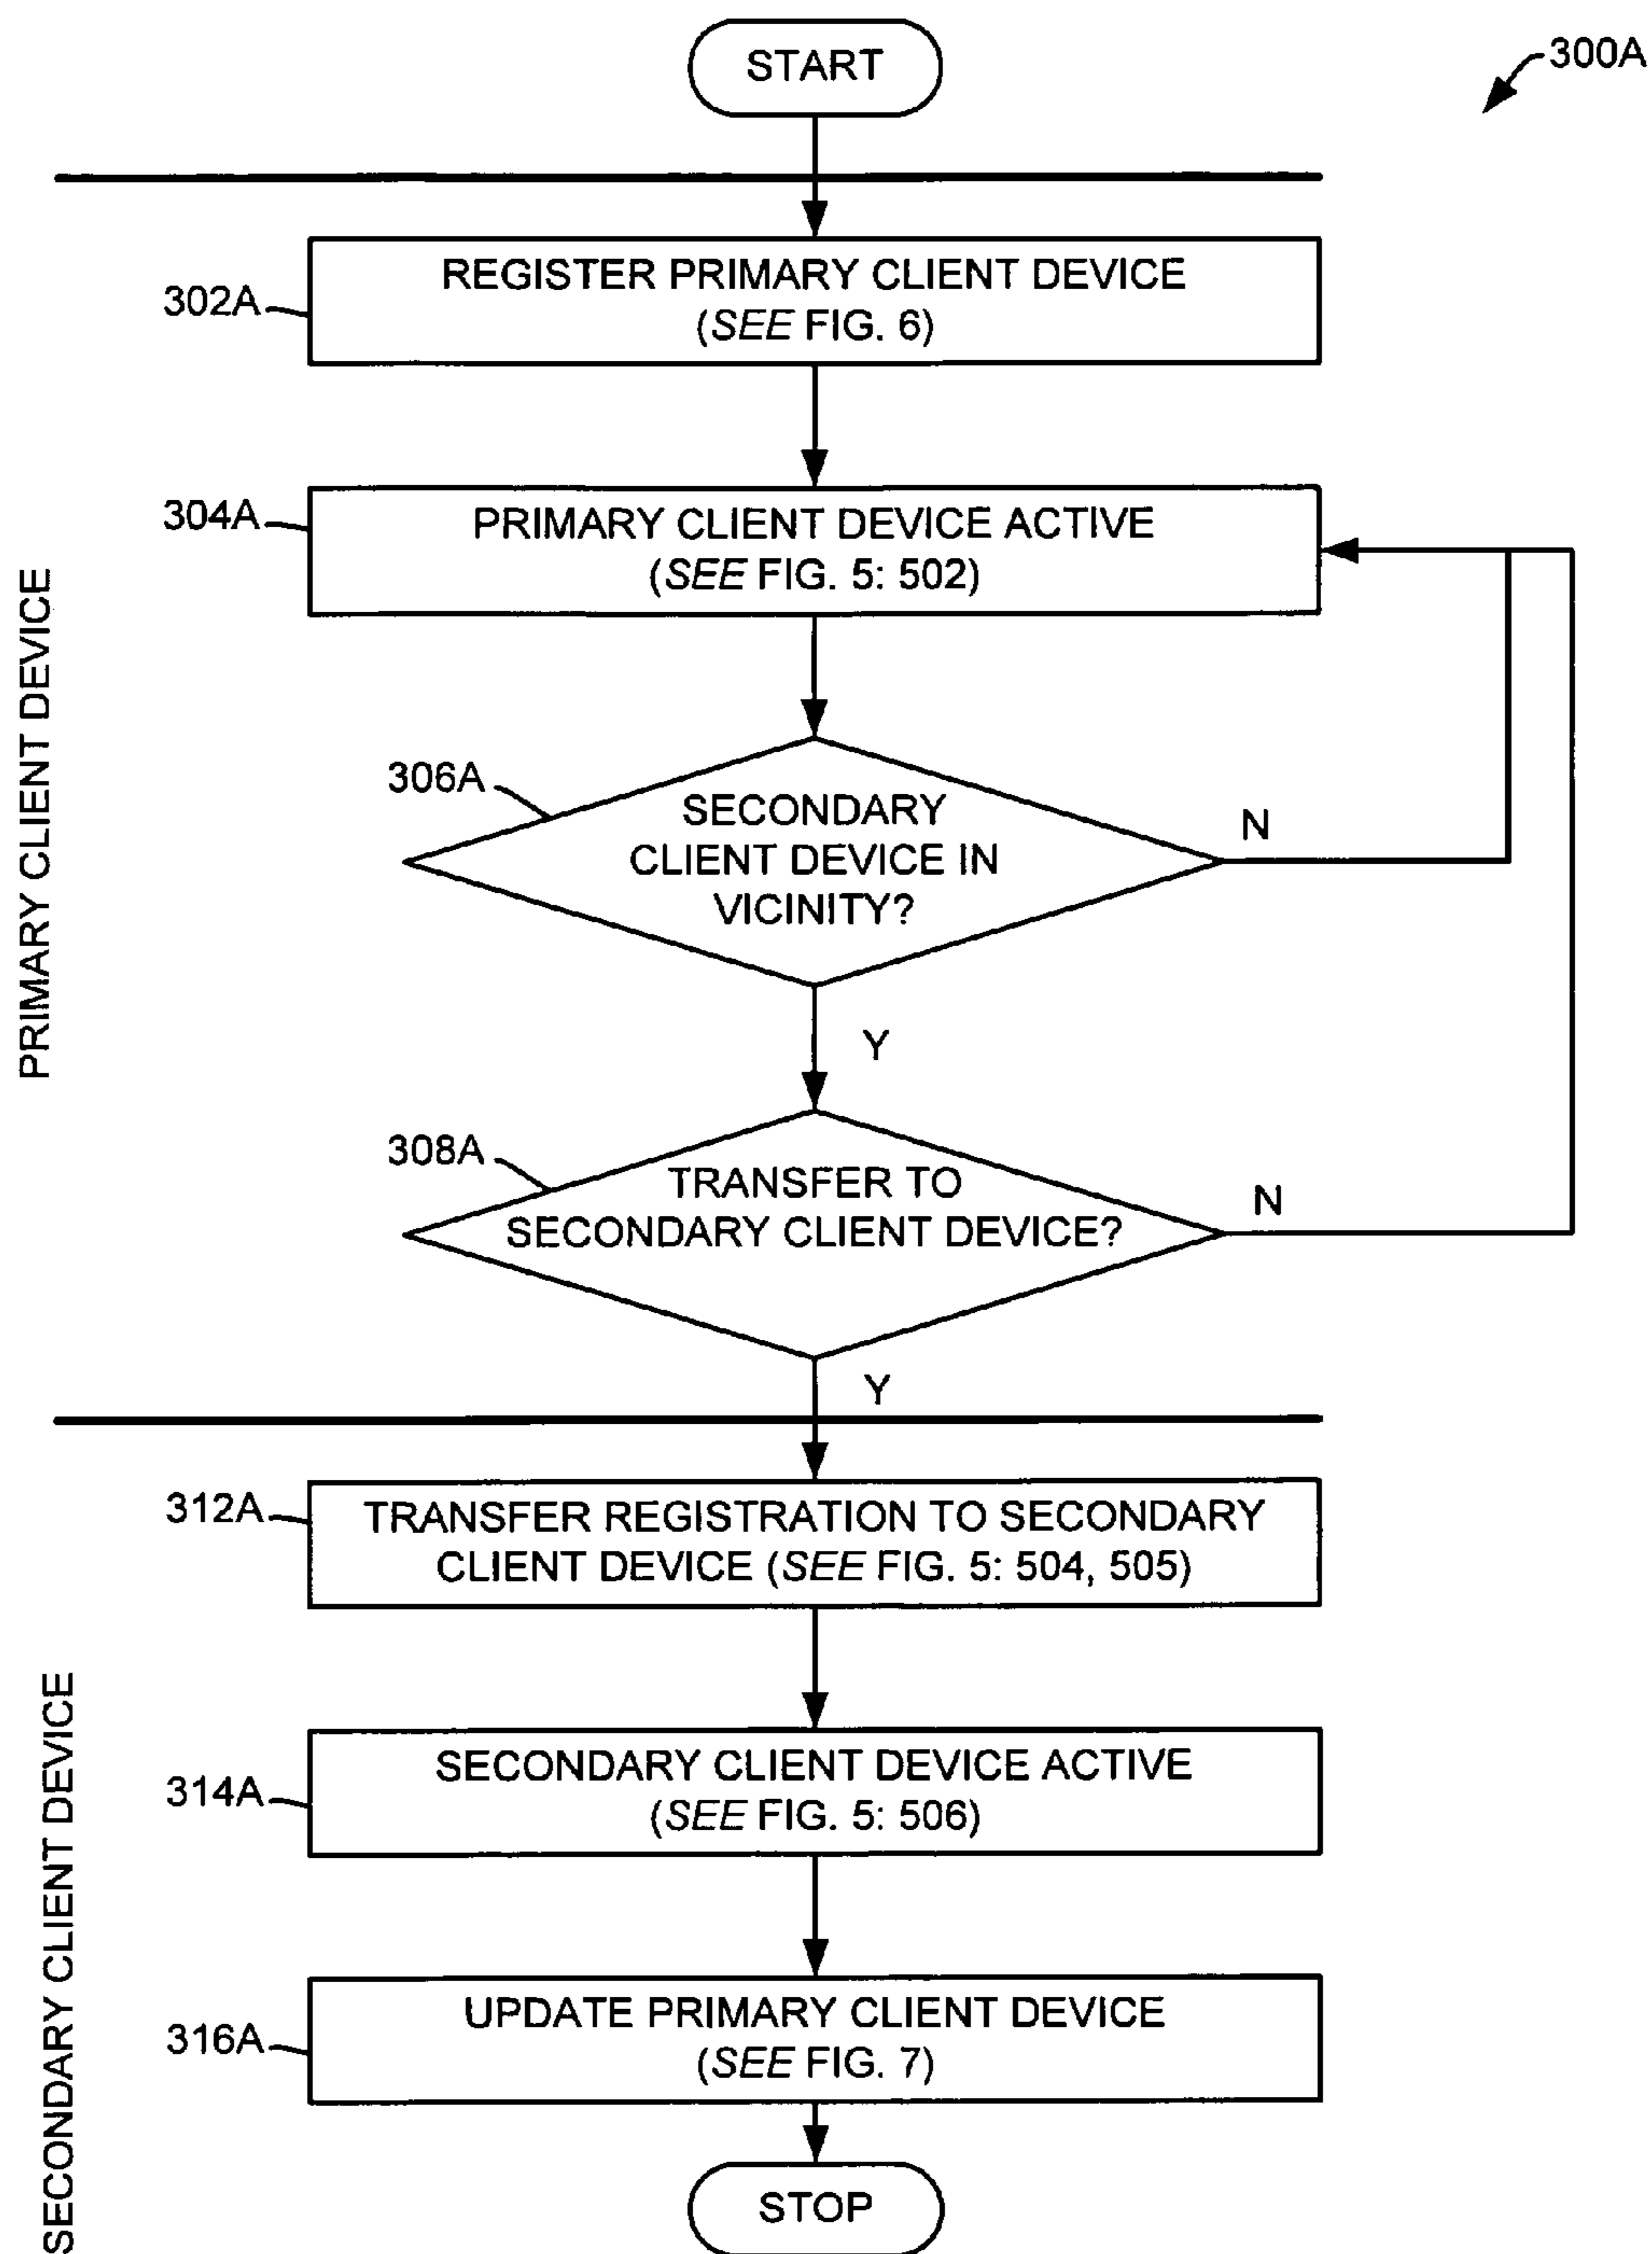 START
300A
REGISTER PRIMARY CLIENT DEVICE
302A
(SEE FIG. 6)
PRIMARY CLIENT DEVICE
304A
PRIMARY CLIENT DEVICE ACTIVE
(SEE FIG. 5: 502)
306A
SECONDARY
CLIENT DEVICE IN
VICINITY?
N
Y
308A
TRANSFER TO
SECONDARY CLIENT DEVICE?
N
Y
SECONDARY CLIENT DEVICE
312A
TRANSFER REGISTRATION TO SECONDARY
CLIENT DEVICE (SEE FIG. 5: 504, 505)
314A
SECONDARY CLIENT DEVICE ACTIVE
(SEE FIG. 5: 506)
316A
UPDATE PRIMARY CLIENT DEVICE
(SEE FIG. 7)
STOP